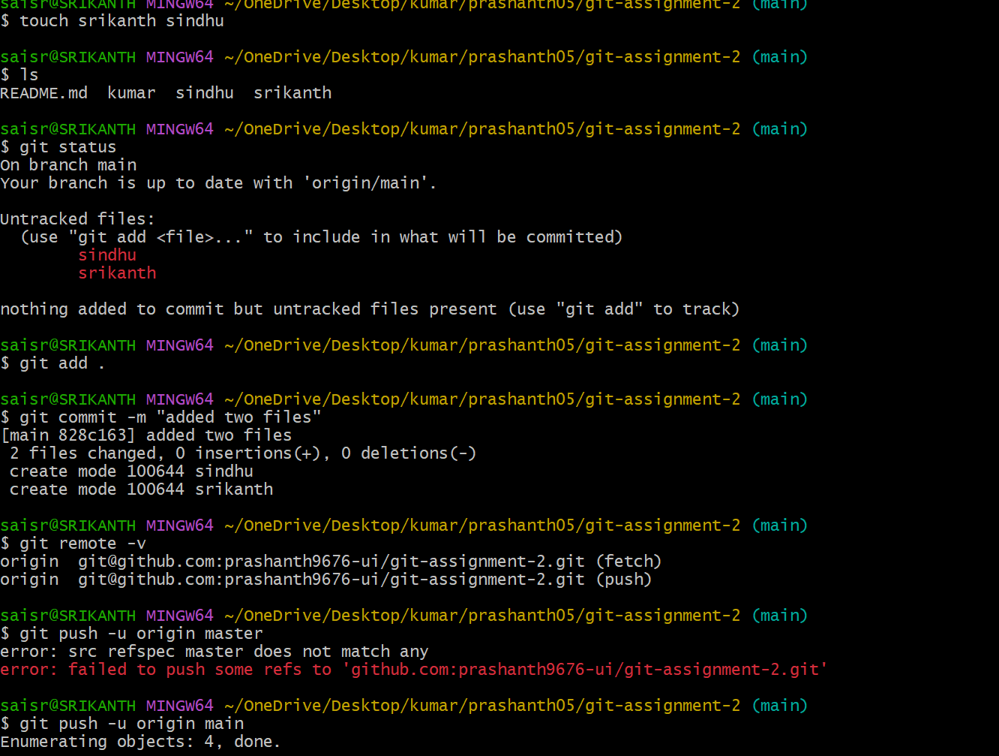 saisr@SRIKANTH MINGW64 ~/OneDrive/Desktop/kumar/prashanth05/git-assignment-2 (main)
$ touch srikanth sindhu
saisr@SRIKANTH MINGW64 ~/OneDrive/Desktop/kumar/prashanth05/git-assignment-2 (main)
$ ls
README.md  kumar  sindhu  srikanth
saisr@SRIKANTH MINGW64 ~/OneDrive/Desktop/kumar/prashanth05/git-assignment-2 (main)
$ git status
On branch main
Your branch is up to date with 'origin/main'.
Untracked files:
  (use "git add <file>..." to include in what will be committed)
        sindhu
        srikanth
nothing added to commit but untracked files present (use "git add" to track)
saisr@SRIKANTH MINGW64 ~/OneDrive/Desktop/kumar/prashanth05/git-assignment-2 (main)
$ git add .
saisr@SRIKANTH MINGW64 ~/OneDrive/Desktop/kumar/prashanth05/git-assignment-2 (main)
$ git commit -m "added two files"
[main 828c163] added two files
 2 files changed, 0 insertions(+), 0 deletions(-)
 create mode 100644 sindhu
 create mode 100644 srikanth
saisr@SRIKANTH MINGW64 ~/OneDrive/Desktop/kumar/prashanth05/git-assignment-2 (main)
$ git remote -v
origin  git@github.com:prashanth9676-ui/git-assignment-2.git (fetch)
origin  git@github.com:prashanth9676-ui/git-assignment-2.git (push)
saisr@SRIKANTH MINGW64 ~/OneDrive/Desktop/kumar/prashanth05/git-assignment-2 (main)
$ git push -u origin master
error: src refspec master does not match any
error: failed to push some refs to 'github.com:prashanth9676-ui/git-assignment-2.git'
saisr@SRIKANTH MINGW64 ~/OneDrive/Desktop/kumar/prashanth05/git-assignment-2 (main)
$ git push -u origin main
Enumerating objects: 4, done.